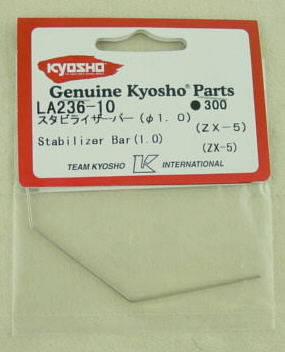 KYOSHO
Genuine Kyosho® Parts
LA236-10 ●300
スタビライザーバー(φ1.0) (ZX-5)
Stabilizer Bar(1.0) (ZX-5)
TEAM KYOSHO K INTERNATIONAL